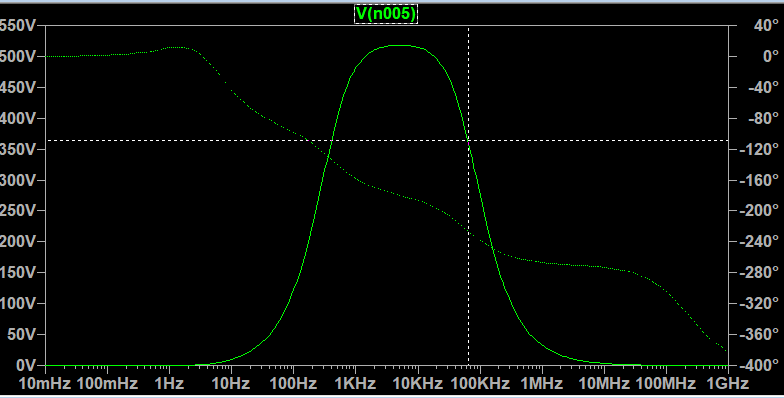 V(n005)
550V 40°
500V 0°
450V -40°
400V -80°
350V -120°
300V -160°
250V -200°
200V -240°
150V -280°
100V -320°
50V -360°
0V -400°
10mHz 100mHz 1Hz 10Hz 100Hz 1KHz 10KHz 100KHz 1MHz 10MHz 100MHz 1GHz